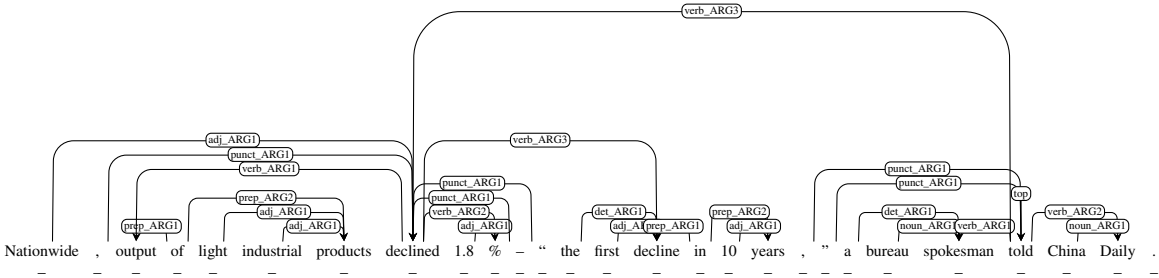 verb_ARG3
adj_ARG1 verb_ARG3
punct_ARG1
verb_ARG1 punct_ARG1
punct_ARG1 punct_ARG1
prep_ARG2 punct_ARG1 top
adj_ARG1 verb_ARG2 det_ARG1 prep_ARG2 det_ARG1 verb_ARG2
prep_ARG1 adj_ARG1 adj_ARG1 adj_AR prep_ARG1 adj_ARG1 noun_ARG1 verb_ARG1 noun_ARG1
Nationwide , output of light industrial products declined 1.8 % – “ the first decline in 10 years , ” a bureau spokesman told China Daily .
_ _ _ _ _ _ _ _ _ _ _ _ _ _ _ _ _ _ _ _ _ _ _ _ _ _ _